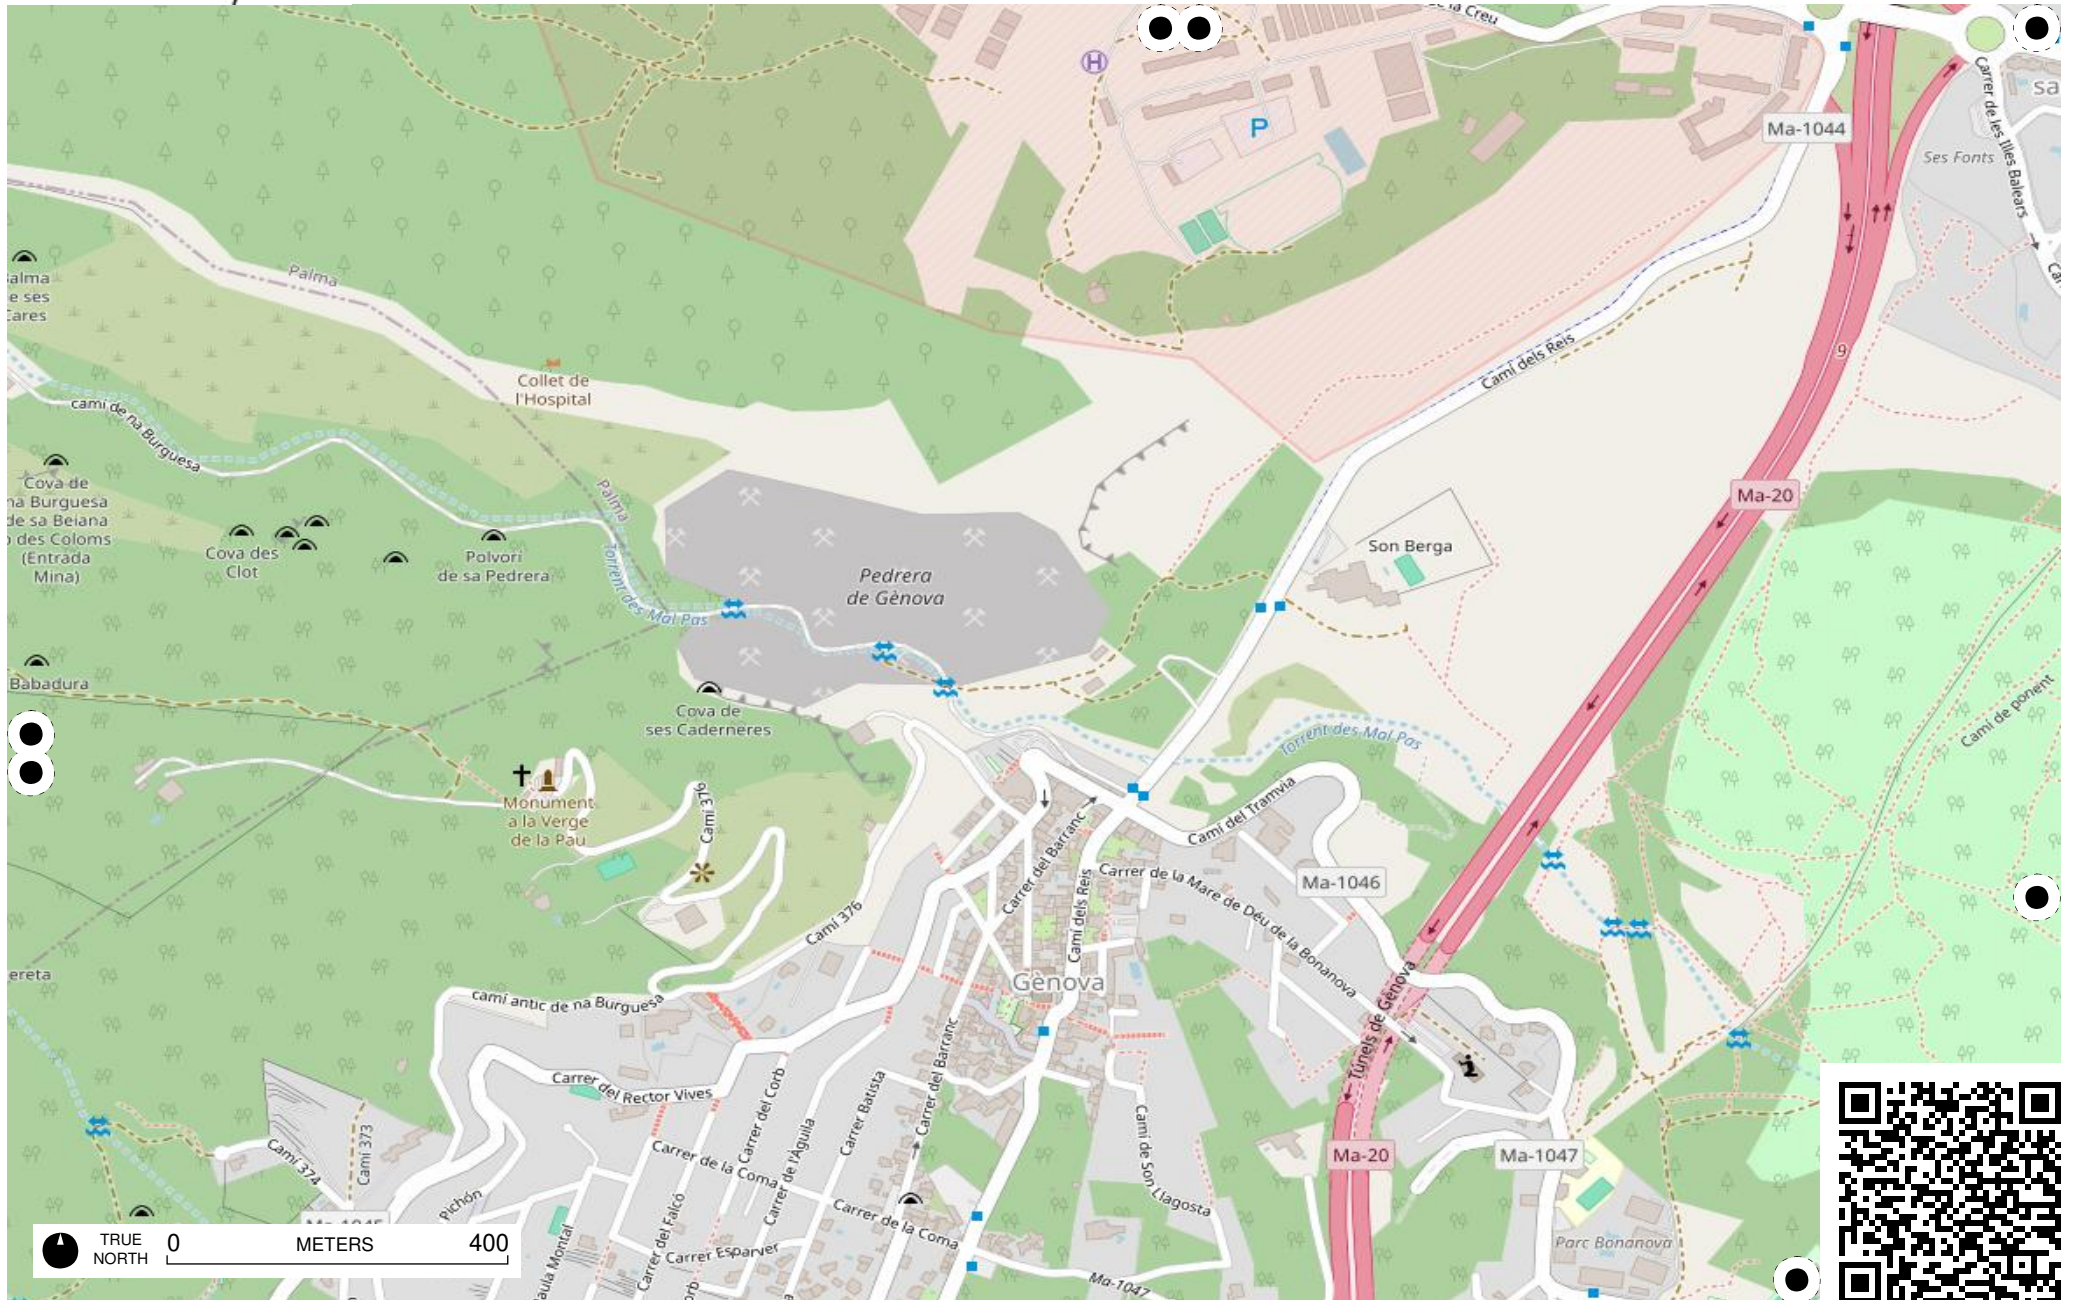 de la Creu
H
P
Ma-1044
Carrer de les Illes Balears
Ses Fonts
Palma
Collet de
l'Hospital
camí de na Burguesa
Camí dels Reis
9
Ma-20
Cova de
na Burguesa
de sa Beiana
des Coloms
(Entrada
Mina)
Cova des
Clot
Polvorí
de sa Pedrera
Palma
Torrent des Mal Pas
Pedrera
de Gènova
Son Berga
Babadura
Cova de
ses Caderneres
Torrent des Mal Pas
Camí de ponent
Monument
a la Verge
de la Pau
Camí 376
Camí del Tramvia
Carrer del Barranc
Camí dels Reis
Carrer de la Mare de Déu de la Bonanova
Ma-1046
Camí 376
Gènova
camí antic de na Burguesa
Túnels de Gènova
Carrer del Rector Vives
Carrer del Corb
Carrer de l'Àguila
Carrer Batista
Carrer del Barranc
Camí de Son Llagosta
Camí 374
Camí 373
Carrer de la Coma
Carrer de la Coma
Ma-20
Ma-1047
Pichón
Carrer del Falcó
Carrer Esparver
Ma-1047
Parc Bonanova
TRUE
NORTH
0 METERS 400